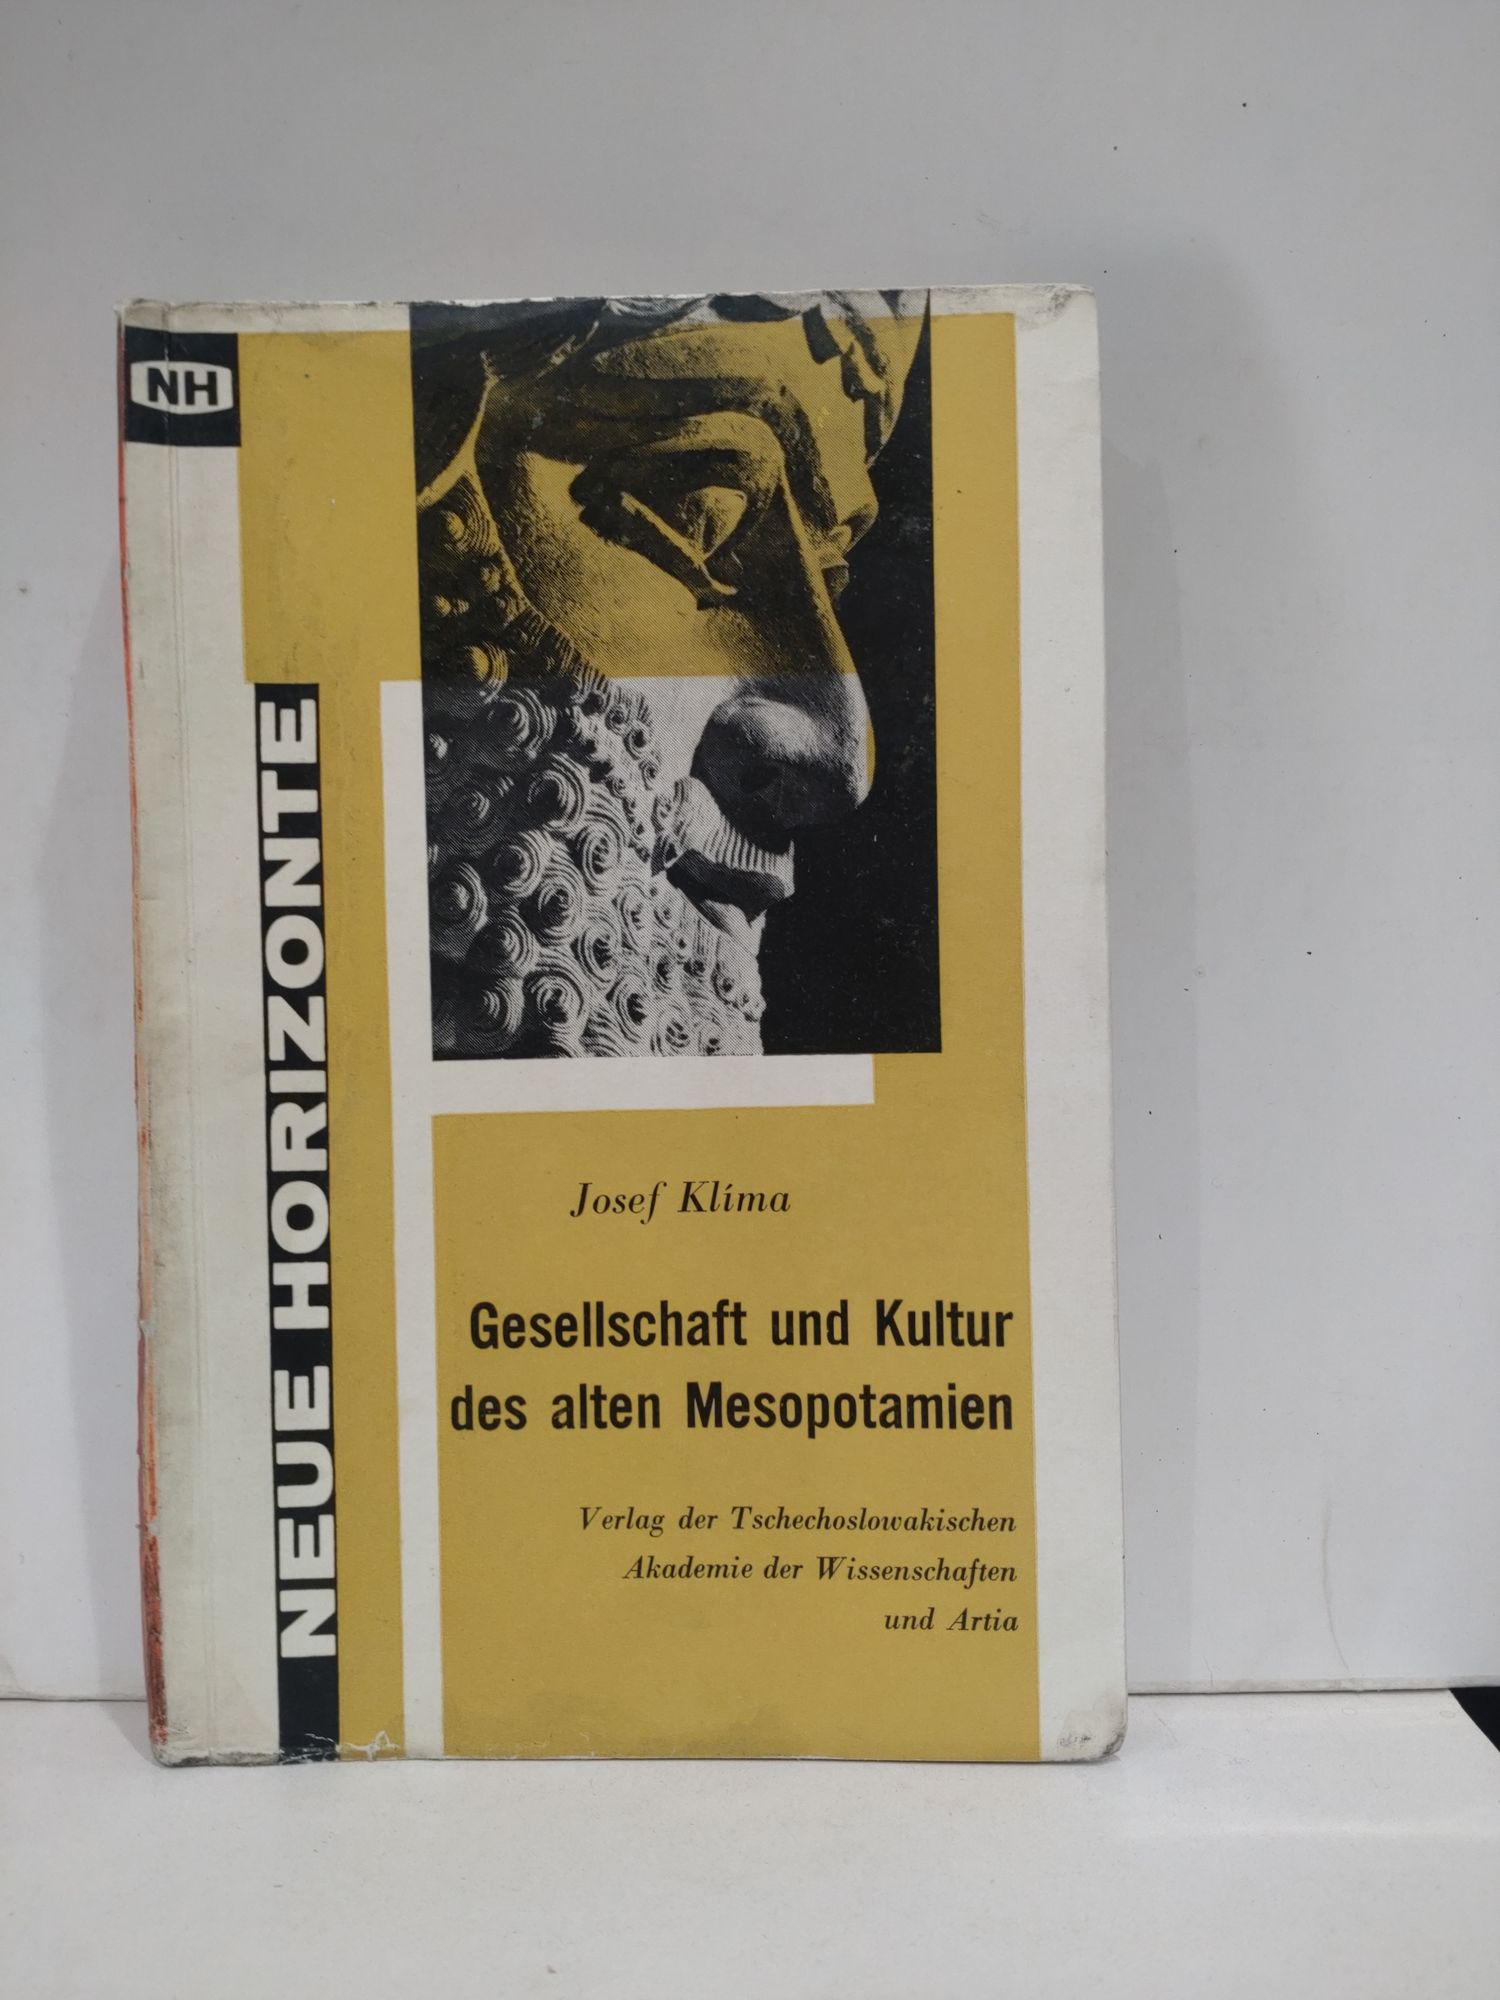 NH
NEUE HORIZONTE
Josef Klíma
Gesellschaft und Kultur
des alten Mesopotamien
Verlag der Tschechoslowakischen
Akademie der Wissenschaften
und Artia